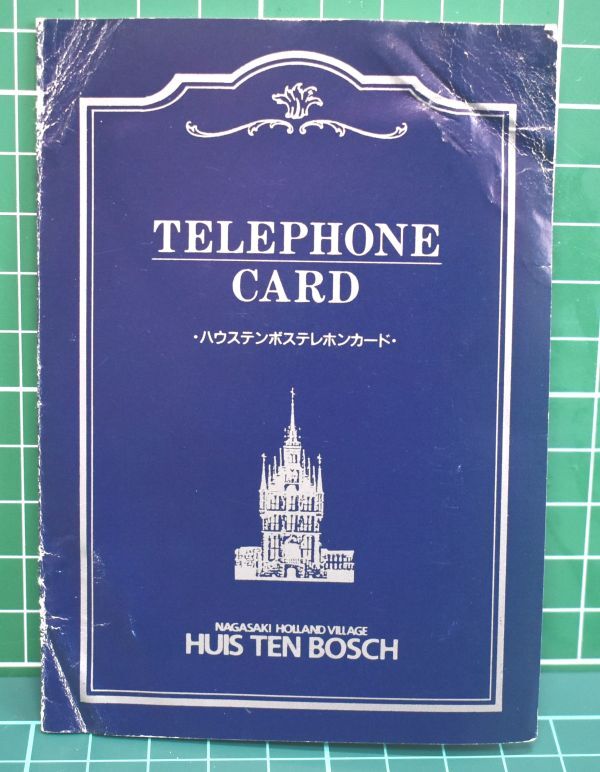 TELEPHONE
CARD
・ハウステンボステレホンカード・
NAGASAKI HOLLAND VILLAGE
HUIS TEN BOSCH